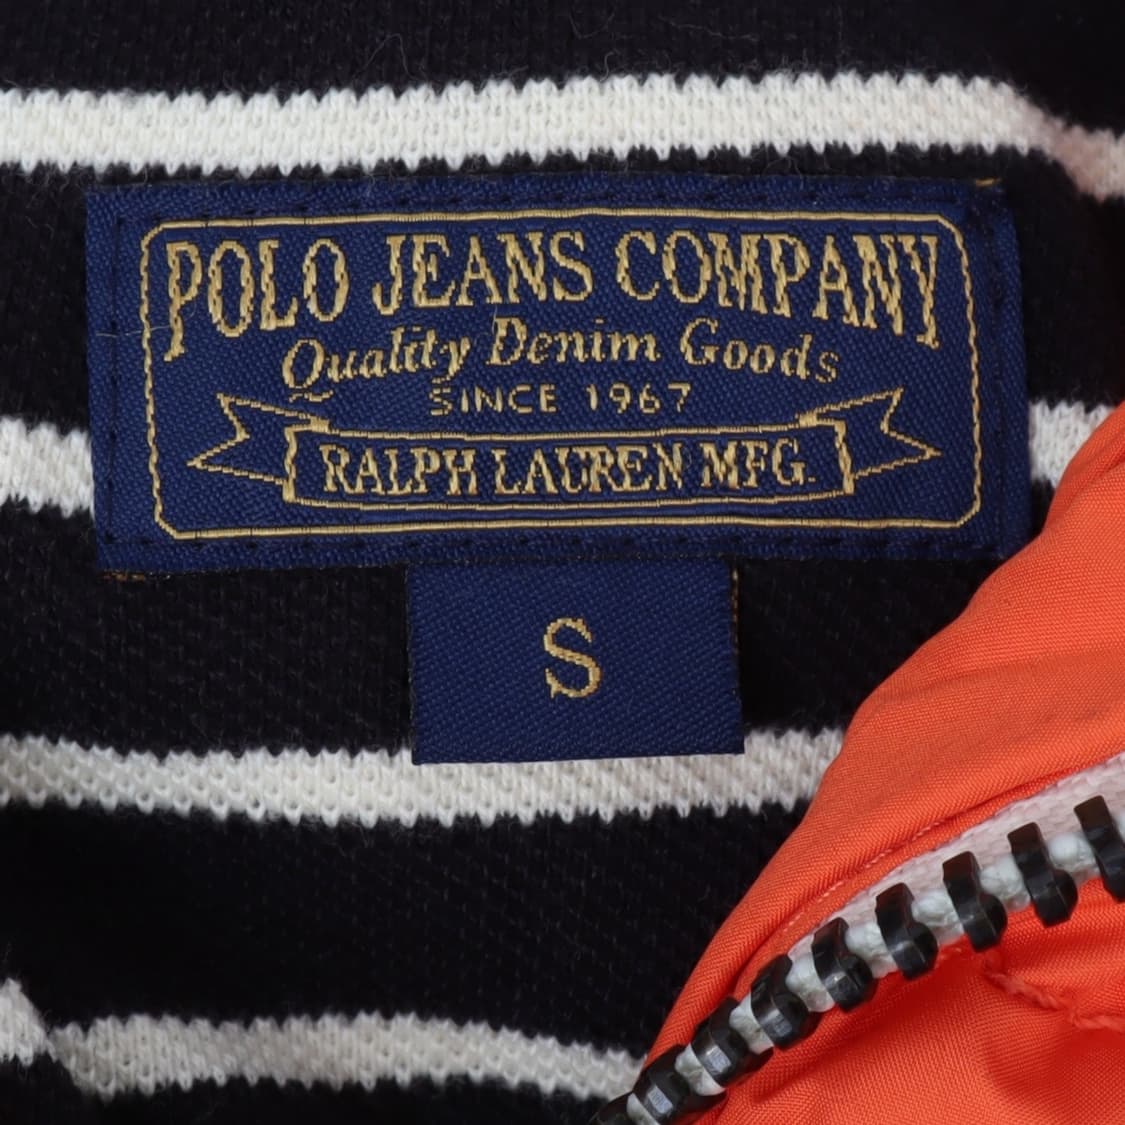 POLO JEANS COMPANY
Quality Denim Goods
SINCE 1967
RALPH LAUREN MFG.
S